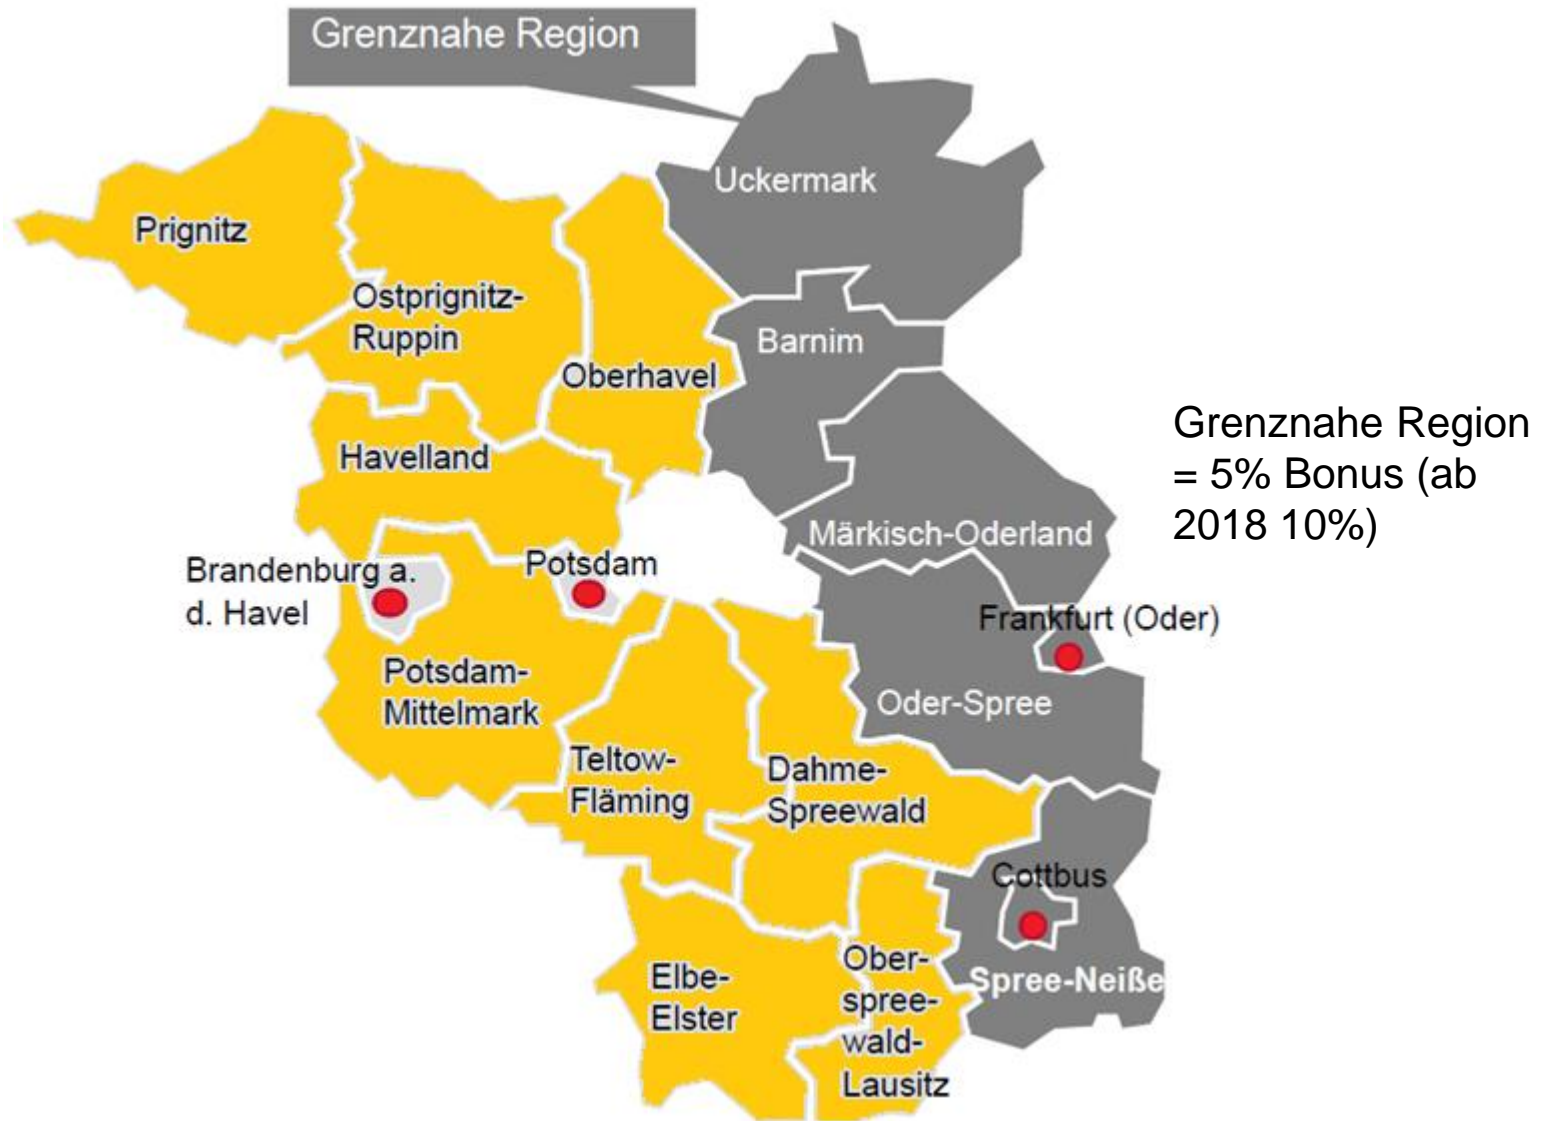 Grenznahe Region
Uckermark
Prignitz
Ostprignitz-
Ruppin
Barnim
Oberhavel
Grenznahe Region
= 5% Bonus (ab
2018 10%)
Havelland
Märkisch-Oderland
Brandenburg a.
d. Havel
Potsdam
Frankfurt (Oder)
Potsdam-
Mittelmark
Oder-Spree
Teltow-
Fläming
Dahme-
Spreewald
Cottbus
Spree-Neiße
Elbe-
Elster
Ober-
spree-
wald-
Lausitz